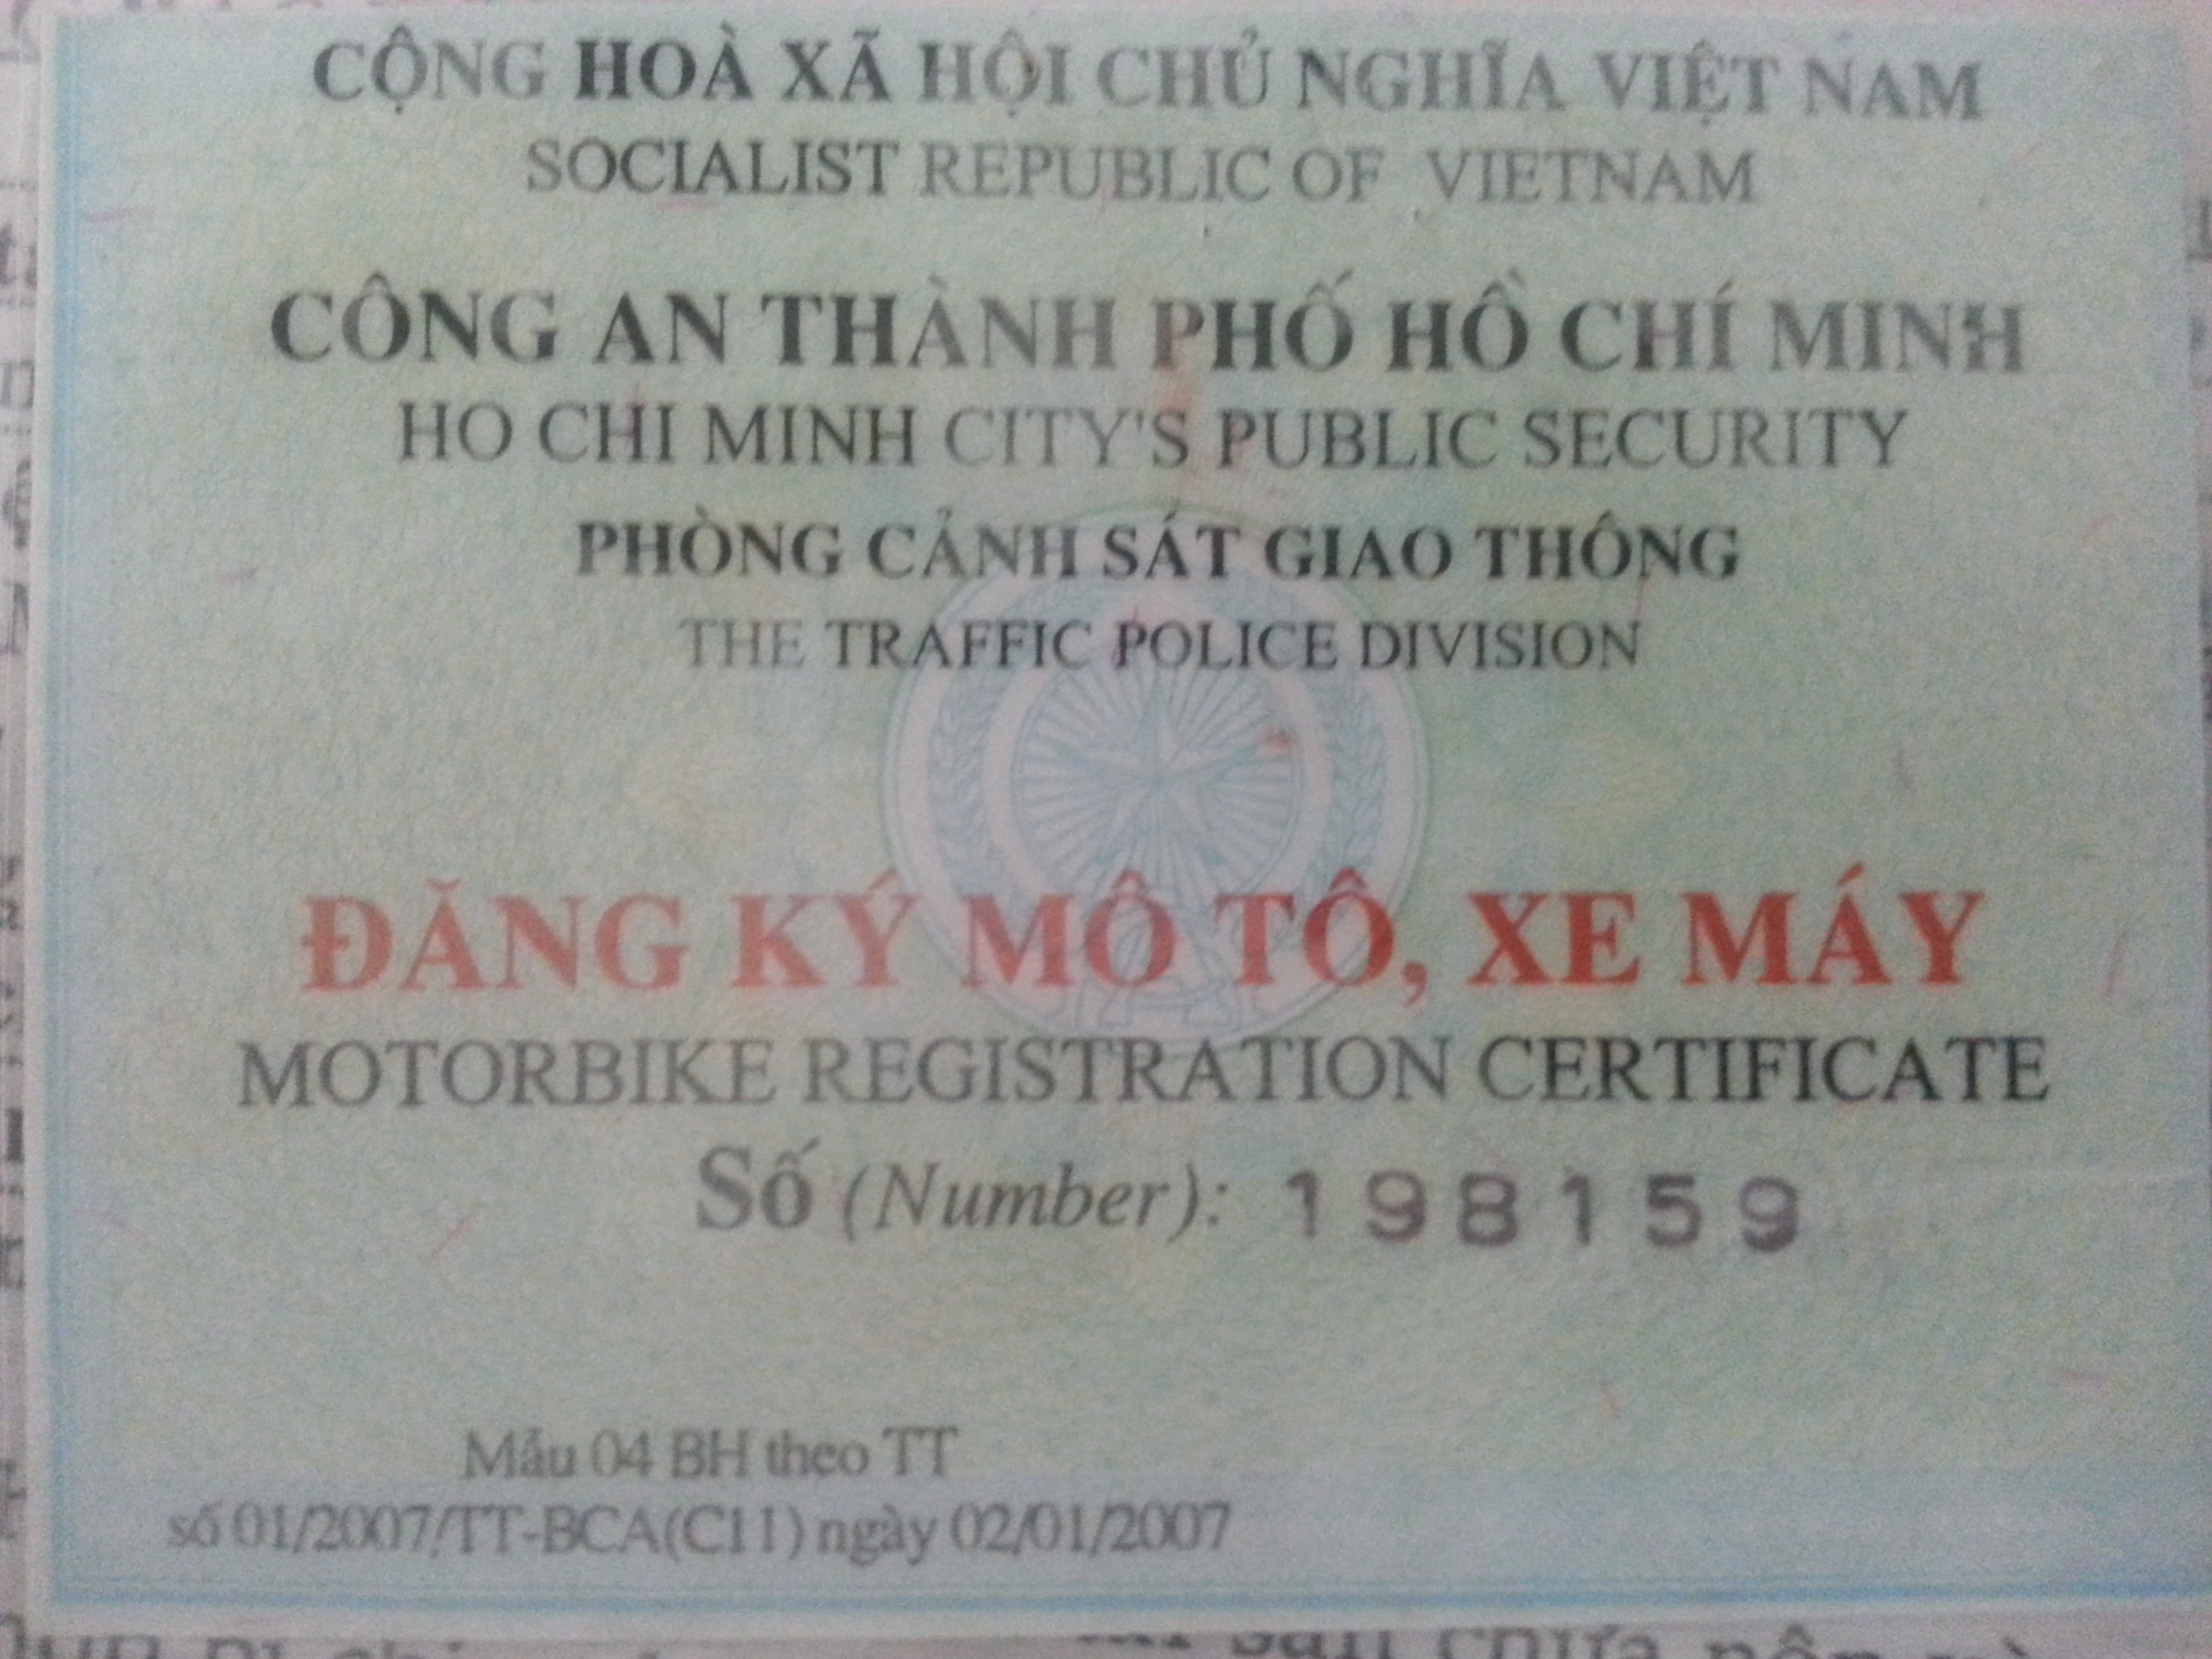 CỘNG HOÀ XÃ HỘI CHỦ NGHĨA VIỆT NAM
SOCIALIST REPUBLIC OF VIETNAM
CÔNG AN THÀNH PHỐ HỒ CHÍ MINH
HO CHI MINH CITY'S PUBLIC SECURITY
PHÒNG CẢNH SÁT GIAO THÔNG
THE TRAFFIC POLICE DIVISION
ĐĂNG KÝ MÔ TÔ, XE MÁY
MOTORBIKE REGISTRATION CERTIFICATE
Số (Number): 198159
Mẫu 04 BH theo TT
số 01/2007/TT-BCA(C11) ngày 02/01/2007